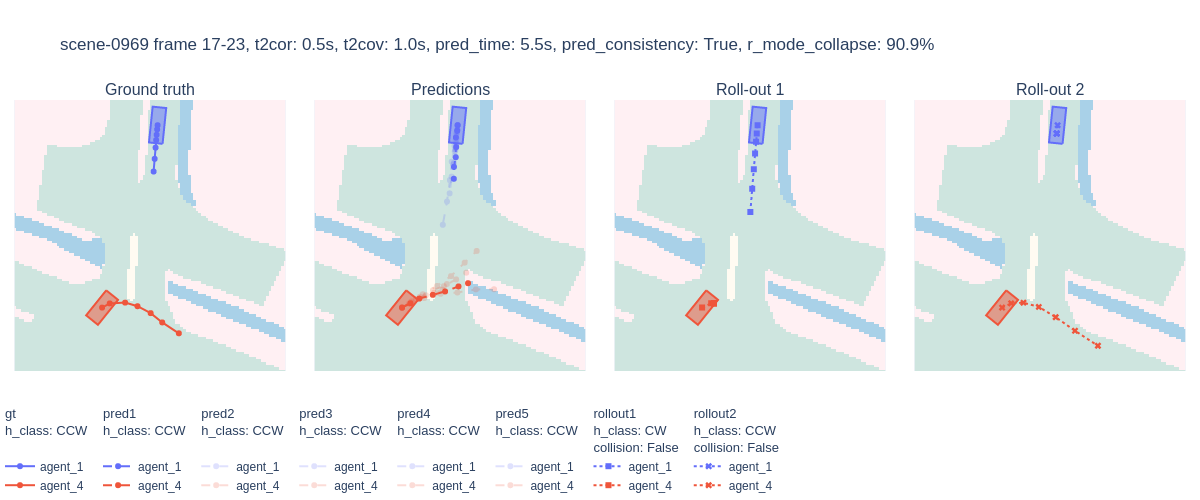 scene-0969 frame 17-23, t2cor: 0.5s, t2cov: 1.0s, pred_time: 5.5s, pred_consistency: True, r_mode_collapse: 90.9%
Ground truth Predictions Roll-out 1 Roll-out 2
gt pred1 pred2 pred3 pred4 pred5 rollout1 rollout2
h_class: CCW h_class: CCW h_class: CCW h_class: CCW h_class: CCW h_class: CCW h_class: CW h_class: CCW
collision: False collision: False
agent_1 agent_1 agent_1 agent_1 agent_1 agent_1 agent_1 agent_1
agent_4 agent_4 agent_4 agent_4 agent_4 agent_4 agent_4 agent_4